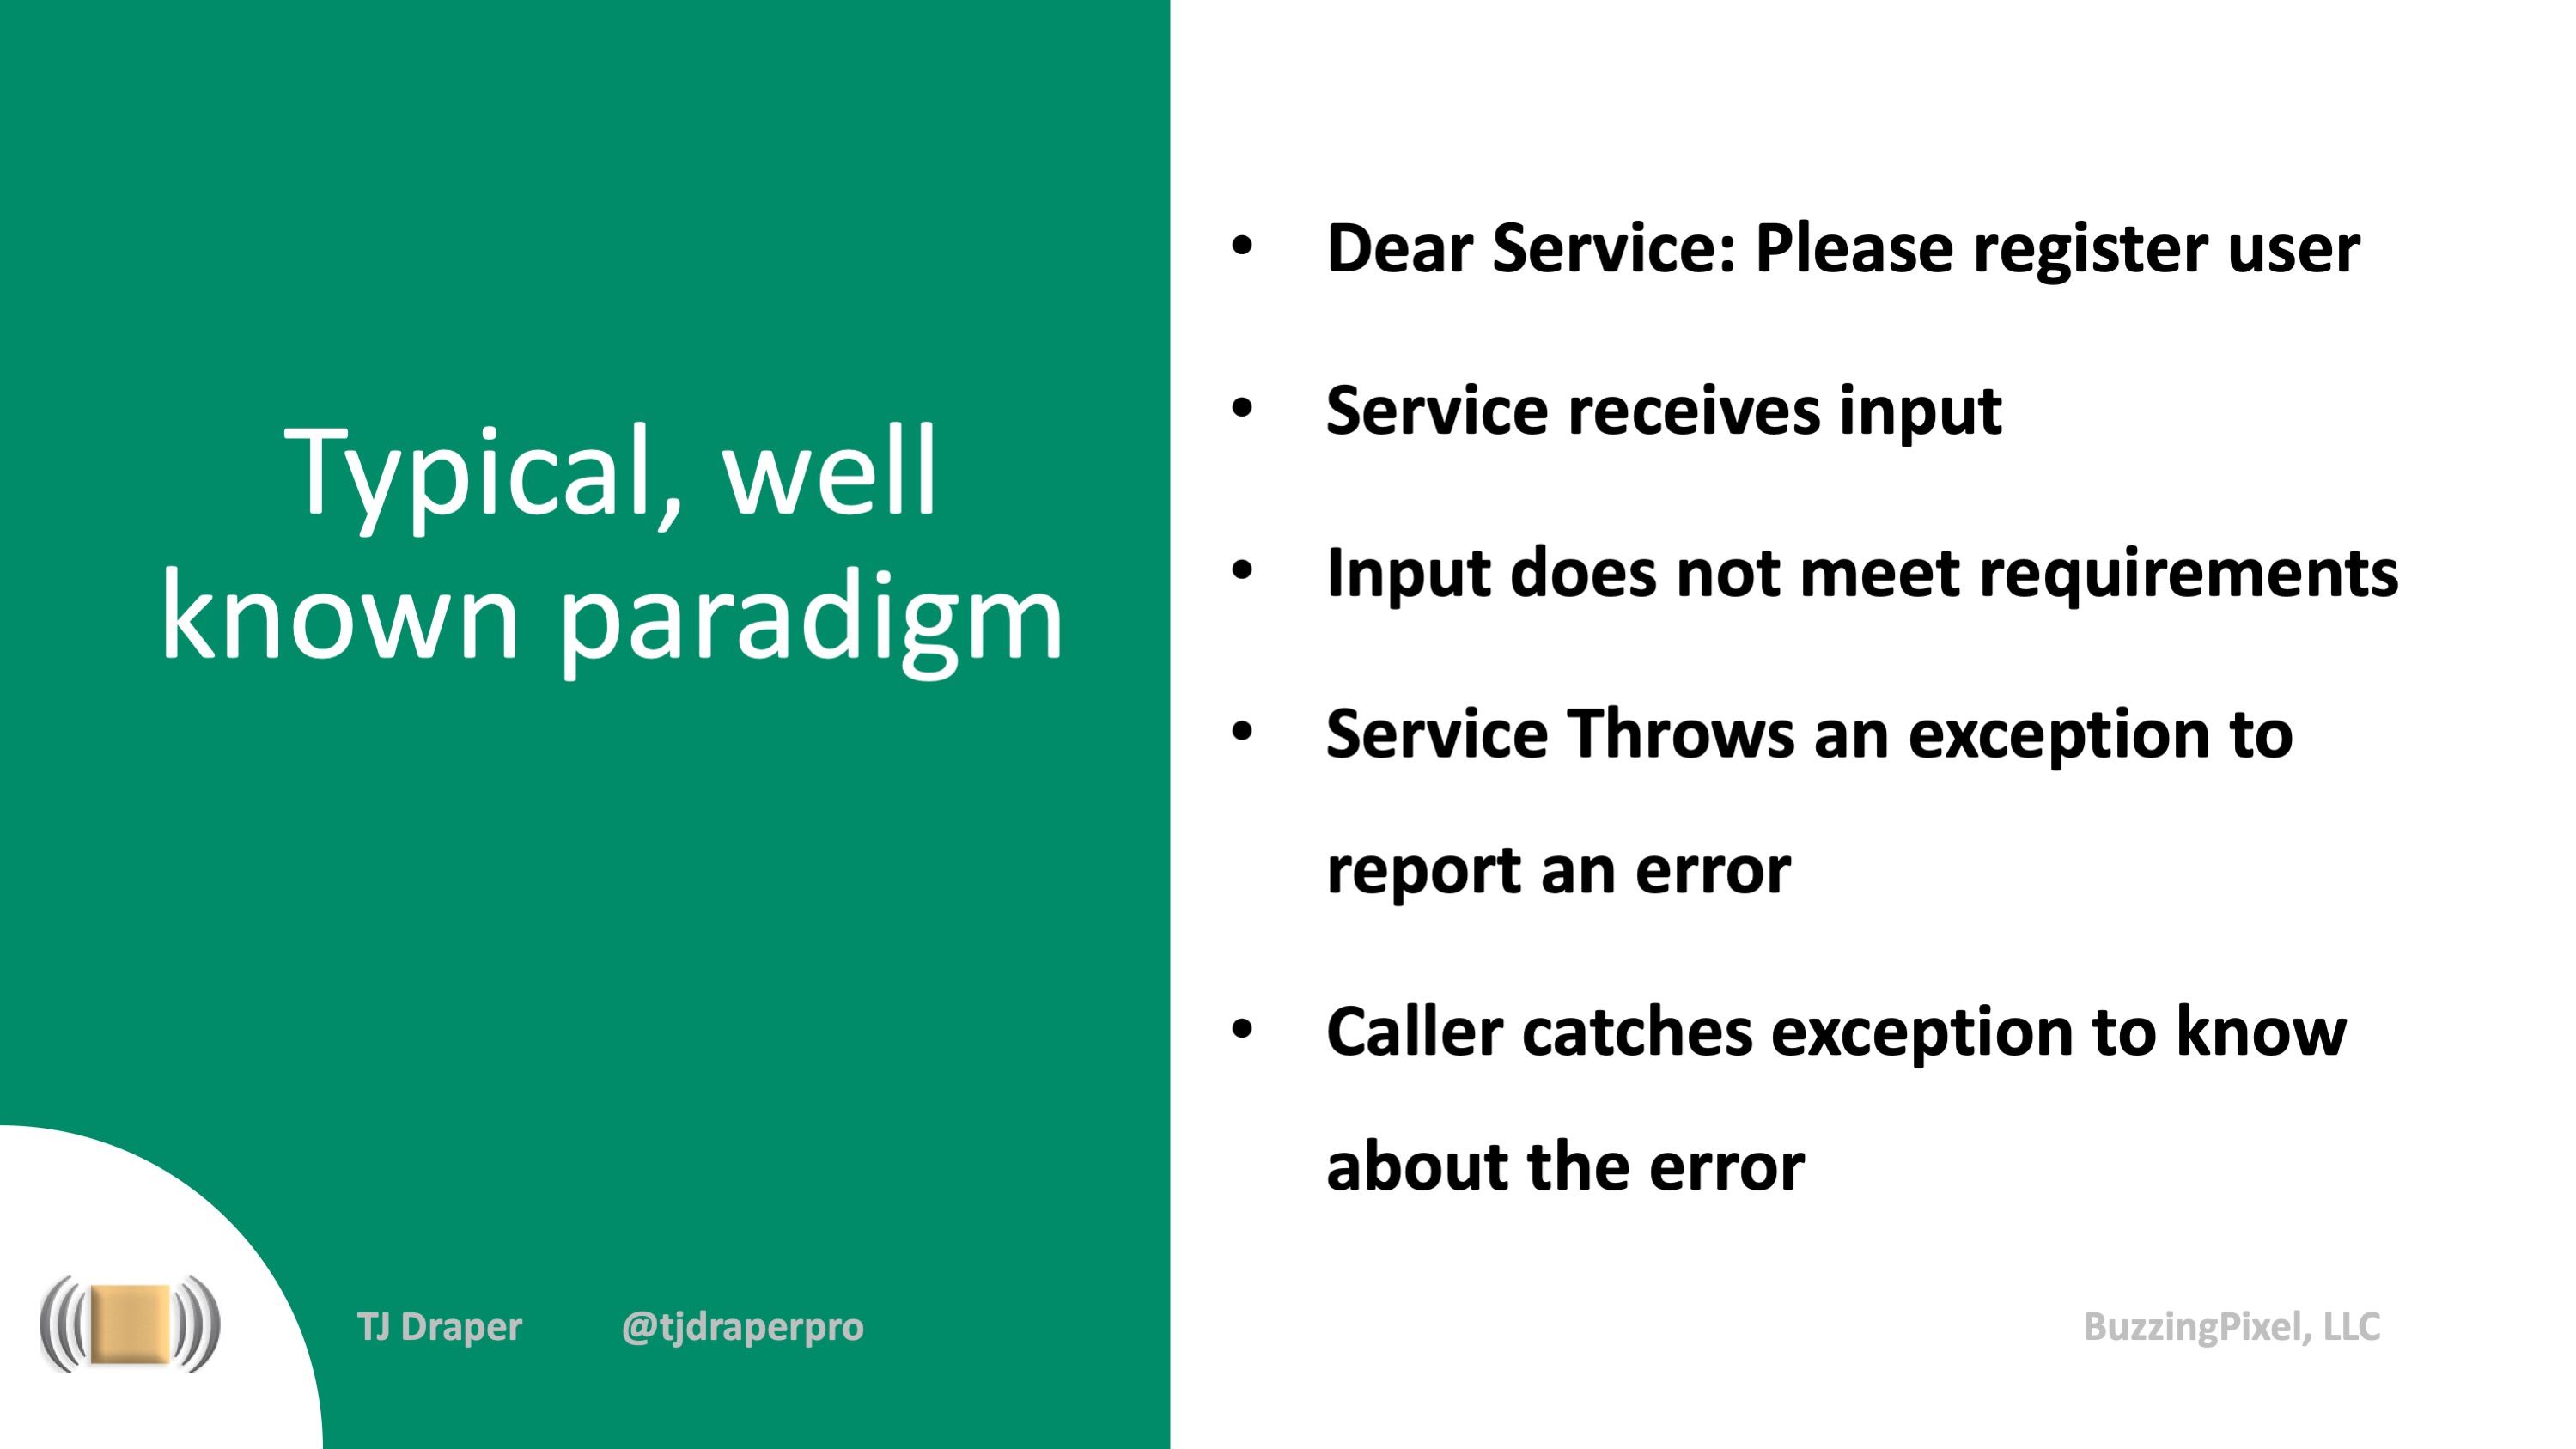 Typical, well
known paradigm
• Dear Service: Please register user
• Service receives input
• Input does not meet requirements
• Service Throws an exception to
report an error
• Caller catches exception to know
about the error
TJ Draper @tjdraperpro
BuzzingPixel, LLC